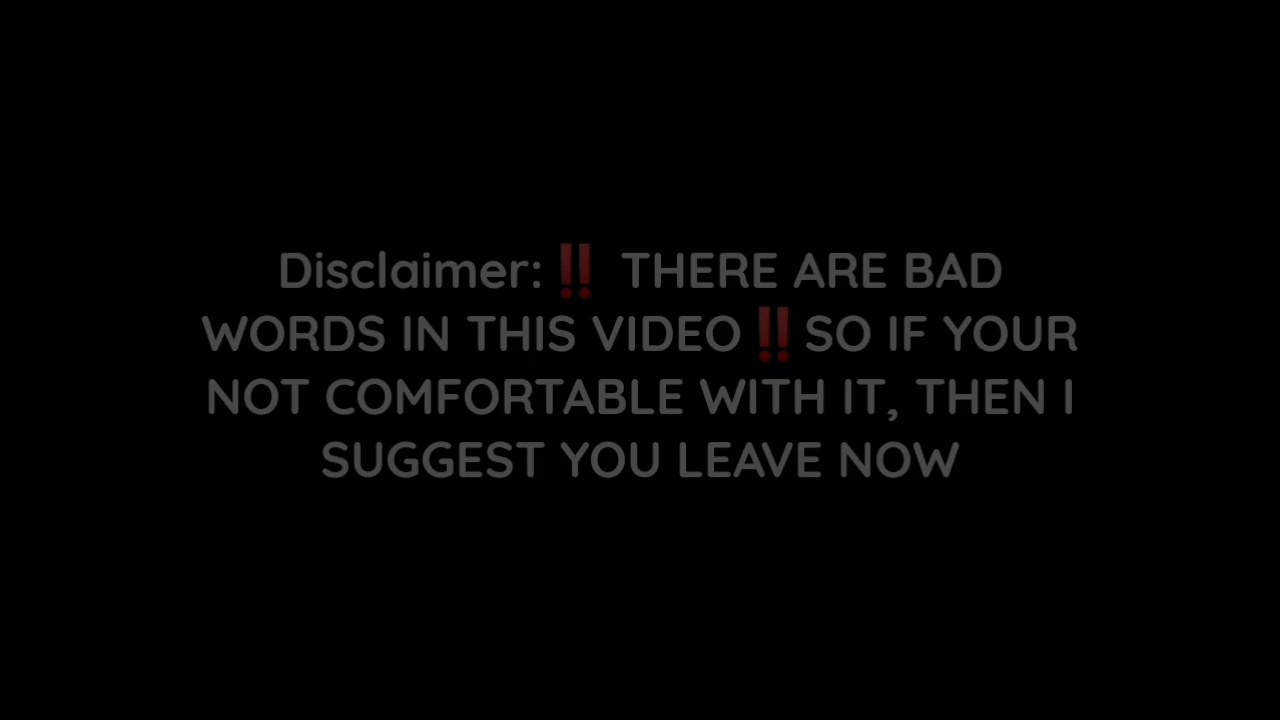 Disclaimer:‼️ THERE ARE BAD
WORDS IN THIS VIDEO‼️SO IF YOUR
NOT COMFORTABLE WITH IT, THEN I
SUGGEST YOU LEAVE NOW